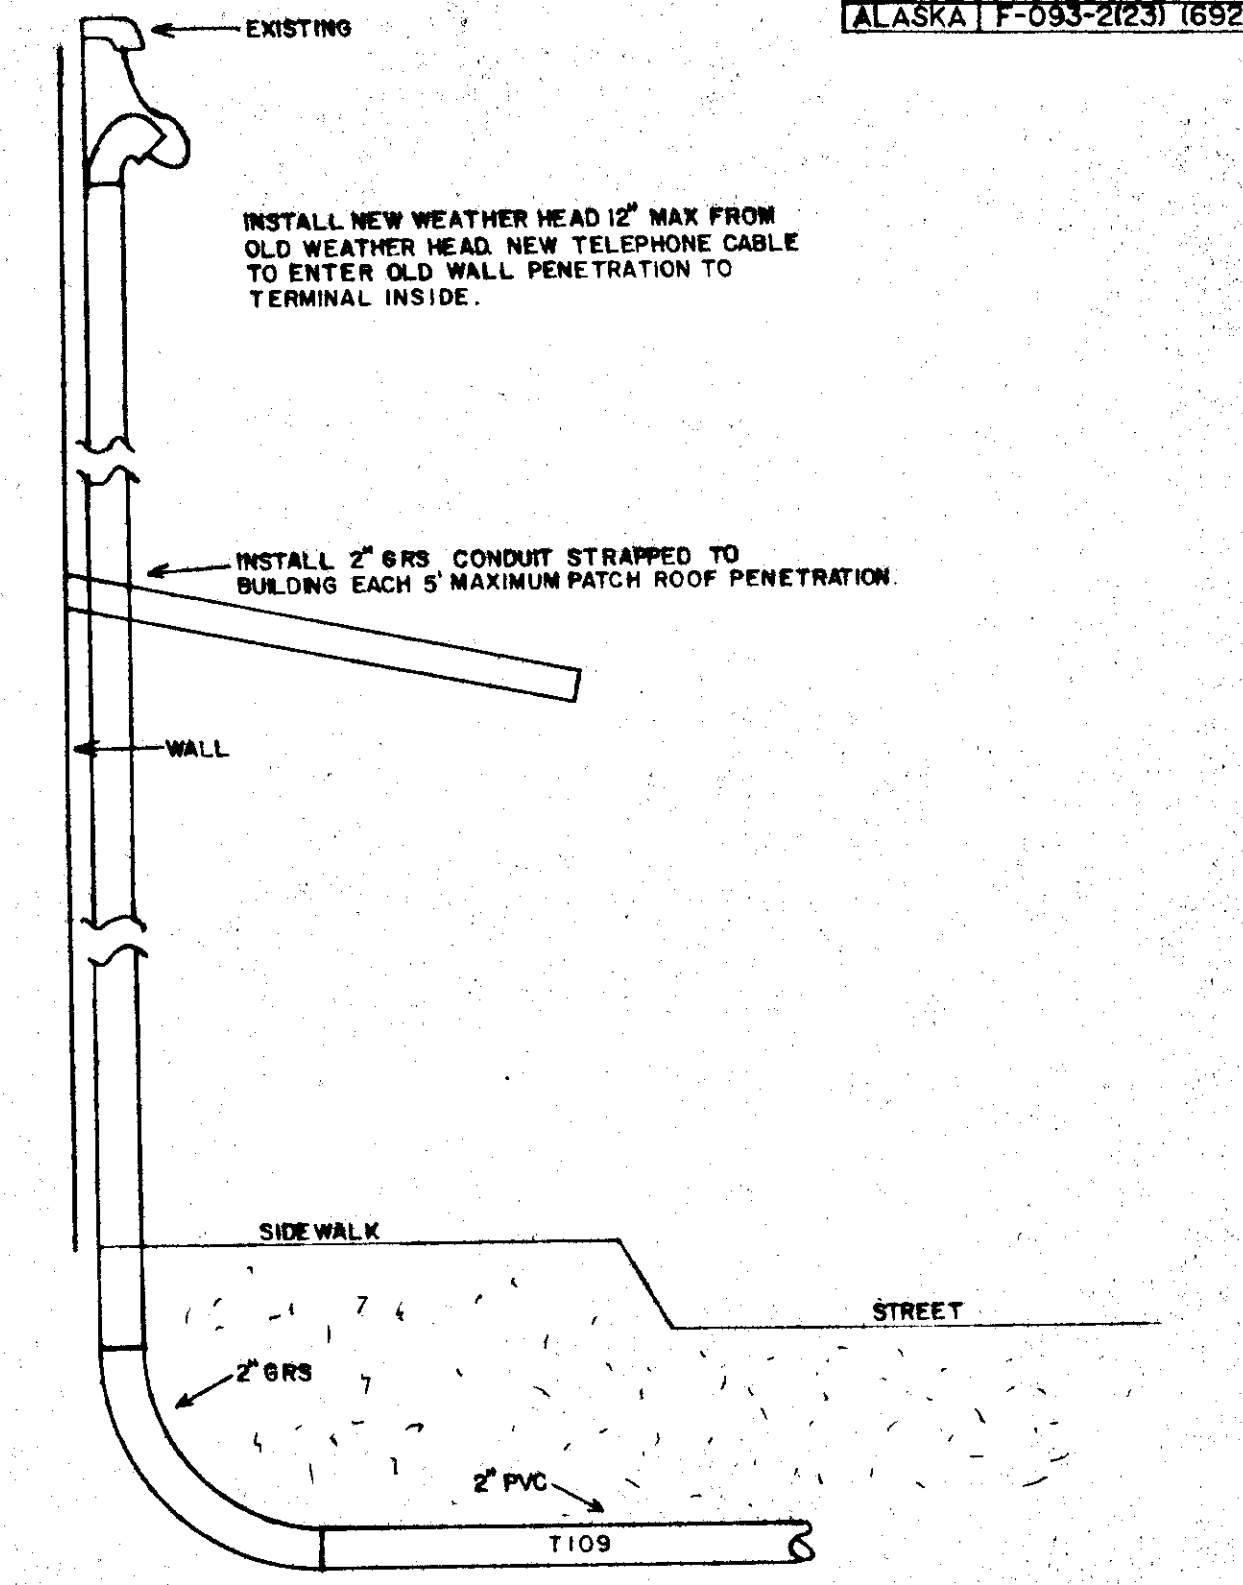 ALASKA F-093-2(23) (692
EXISTING
INSTALL NEW WEATHER HEAD 12" MAX FROM
OLD WEATHER HEAD. NEW TELEPHONE CABLE
TO ENTER OLD WALL PENETRATION TO
TERMINAL INSIDE.
INSTALL 2" GRS CONDUIT STRAPPED TO
BUILDING EACH 5' MAXIMUM PATCH ROOF PENETRATION.
WALL
SIDEWALK
STREET
2" GRS
2" PVC
T109